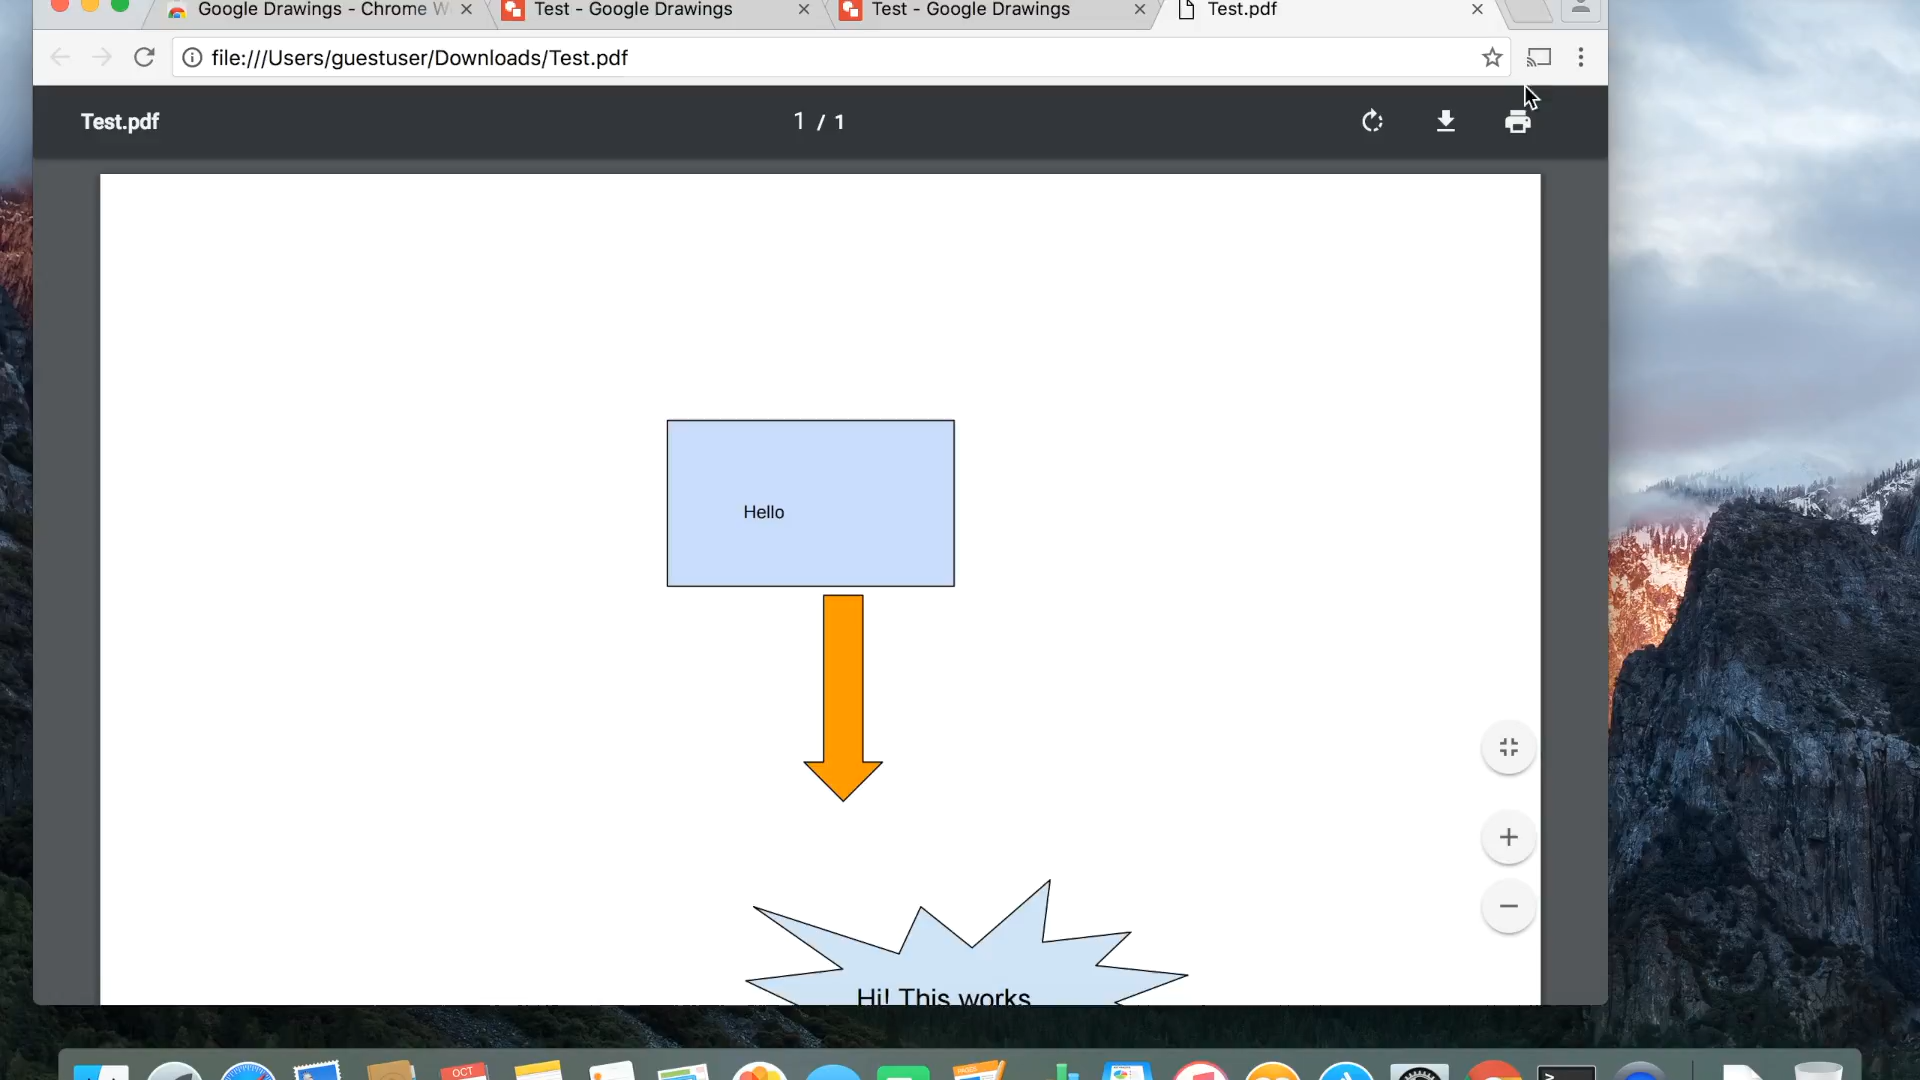 Google Drawings - Chrome W
Test - Google Drawings
Test - Google Drawings
Test.pdf
file:///Users/guestuser/Downloads/Test.pdf
Test.pdf
1 / 1
Hello
Hi! This works
OCT